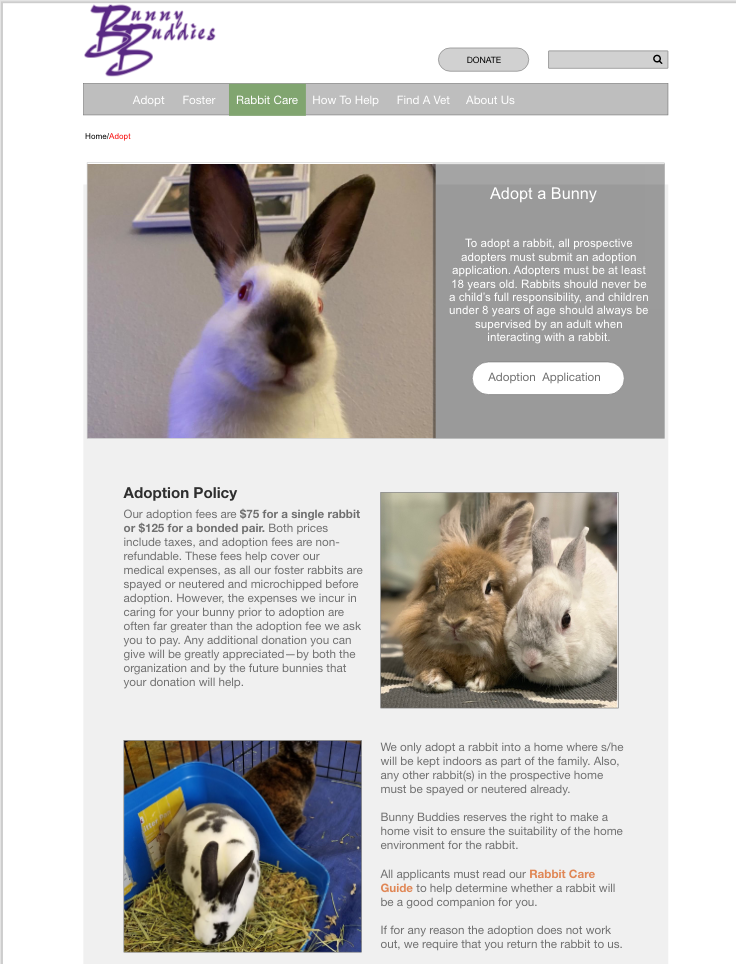 Bunny
Buddies
DONATE
Adopt Foster Rabbit Care How To Help Find A Vet About Us
Home/Adopt
Adopt a Bunny
To adopt a rabbit, all prospective
adopters must submit an adoption
application. Adopters must be at least
18 years old. Rabbits should never be
a child's full responsibility, and children
under 8 years of age should always be
supervised by an adult when
interacting with a rabbit.
Adoption Application
Adoption Policy
Our adoption fees are $75 for a single rabbit
or $125 for a bonded pair. Both prices
include taxes, and adoption fees are non-
refundable. These fees help cover our
medical expenses, as all our foster rabbits are
spayed or neutered and microchipped before
adoption. However, the expenses we incur in
caring for your bunny prior to adoption are
often far greater than the adoption fee we ask
you to pay. Any additional donation you can
give will be greatly appreciated—by both the
organization and by the future bunnies that
your donation will help.
We only adopt a rabbit into a home where s/he
will be kept indoors as part of the family. Also,
any other rabbit(s) in the prospective home
must be spayed or neutered already.
Bunny Buddies reserves the right to make a
home visit to ensure the suitability of the home
environment for the rabbit.
All applicants must read our Rabbit Care
Guide to help determine whether a rabbit will
be a good companion for you.
If for any reason the adoption does not work
out, we require that you return the rabbit to us.